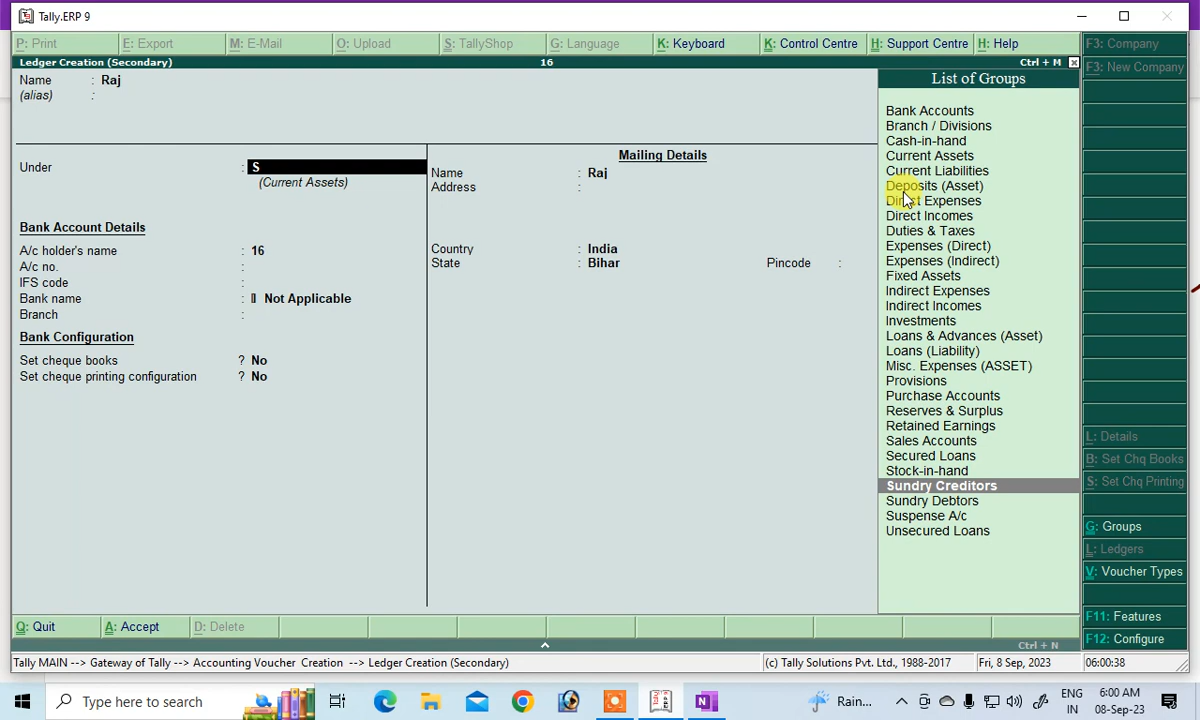 Tally.ERP 9
P: Print E: Export M: E-Mail O: Upload S: TallyShop G: Language K: Keyboard K: Control Centre H: Support Centre H: Help
F3: Company
F3: New Company
Ledger Creation (Secondary) 16 Ctrl + M
Name : Raj
(alias) :
Under : S
(Current Assets)
Bank Account Details
A/c holder's name : 16
A/c no. :
IFS code :
Bank name : Not Applicable
Branch :
Bank Configuration
Set cheque books ? No
Set cheque printing configuration ? No
Mailing Details
Name : Raj
Address :
Country : India
State : Bihar Pincode :
List of Groups
Bank Accounts
Branch / Divisions
Cash-in-hand
Current Assets
Current Liabilities
Deposits (Asset)
Direct Expenses
Direct Incomes
Duties & Taxes
Expenses (Direct)
Expenses (Indirect)
Fixed Assets
Indirect Expenses
Indirect Incomes
Investments
Loans & Advances (Asset)
Loans (Liability)
Misc. Expenses (ASSET)
Provisions
Purchase Accounts
Reserves & Surplus
Retained Earnings
Sales Accounts
Secured Loans
Stock-in-hand
Sundry Creditors
Sundry Debtors
Suspense A/c
Unsecured Loans
L: Details
B: Set Chq Books
S: Set Chq Printing
G: Groups
L: Ledgers
V: Voucher Types
F11: Features
F12: Configure
Q: Quit A: Accept D: Delete
Ctrl + N
Tally MAIN --> Gateway of Tally --> Accounting Voucher Creation --> Ledger Creation (Secondary) (c) Tally Solutions Pvt. Ltd., 1988-2017 Fri, 8 Sep, 2023 06:00:38
Type here to search
Rain...
ENG
IN
6:00 AM
08-Sep-23